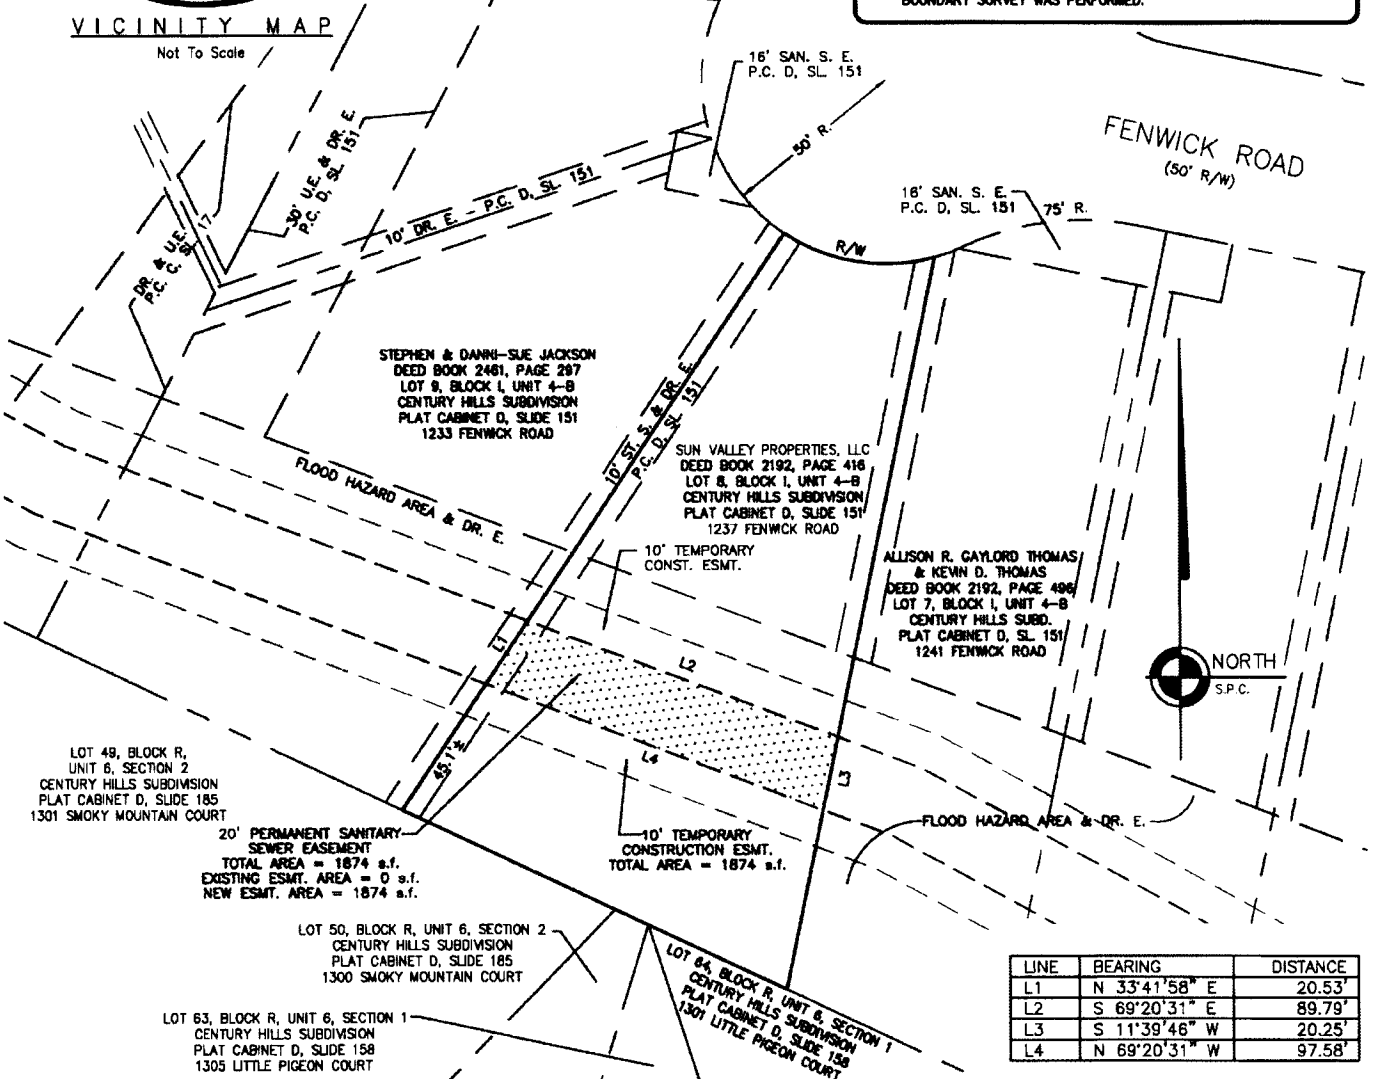 BOUNDARY SURVEY WAS PERFORMED.
VICINITY MAP
Not To Scale
16' SAN. S. E.
P.C. D, SL. 151
50' R.
FENWICK ROAD
(50' R/W)
30' U.E. & DR. E.
P.C. D, SL. 151
10' DR. E. - P.C. D, SL. 151
16' SAN. S. E.
P.C. D, SL. 151
75' R.
R/W
DR. & U.E.
P.C. C, SL. 17
STEPHEN & DANNI-SUE JACKSON
DEED BOOK 2461, PAGE 297
LOT 9, BLOCK I, UNIT 4-B
CENTURY HILLS SUBDIVISION
PLAT CABINET D, SLIDE 151
1233 FENWICK ROAD
10' ST. S. & DR. E.
P.C. D, SL. 151
SUN VALLEY PROPERTIES, LLC
DEED BOOK 2192, PAGE 416
LOT 8, BLOCK I, UNIT 4-B
CENTURY HILLS SUBDIVISION
PLAT CABINET D, SLIDE 151
1237 FENWICK ROAD
FLOOD HAZARD AREA & DR. E.
10' TEMPORARY
CONST. ESMT.
ALLISON R. GAYLORD THOMAS
& KEVIN D. THOMAS
DEED BOOK 2192, PAGE 496
LOT 7, BLOCK I, UNIT 4-B
CENTURY HILLS SUBD.
PLAT CABINET D, SL. 151
1241 FENWICK ROAD
NORTH
S.P.C.
L1
L2
L4
L3
45.1'±
LOT 49, BLOCK R,
UNIT 6, SECTION 2
CENTURY HILLS SUBDIVISION
PLAT CABINET D, SLIDE 185
1301 SMOKY MOUNTAIN COURT
20' PERMANENT SANITARY
SEWER EASEMENT
TOTAL AREA = 1874 s.f.
EXISTING ESMT. AREA = 0 s.f.
NEW ESMT. AREA = 1874 s.f.
10' TEMPORARY
CONSTRUCTION ESMT.
TOTAL AREA = 1874 s.f.
FLOOD HAZARD AREA & DR. E.
LOT 50, BLOCK R, UNIT 6, SECTION 2
CENTURY HILLS SUBDIVISION
PLAT CABINET D, SLIDE 185
1300 SMOKY MOUNTAIN COURT
LOT 64, BLOCK R, UNIT 6, SECTION 1
CENTURY HILLS SUBDIVISION
PLAT CABINET D, SLIDE 158
1301 LITTLE PIGEON COURT
LOT 63, BLOCK R, UNIT 6, SECTION 1
CENTURY HILLS SUBDIVISION
PLAT CABINET D, SLIDE 158
1305 LITTLE PIGEON COURT
LINE BEARING DISTANCE
L1 N 33°41'58" E 20.53'
L2 S 69°20'31" E 89.79'
L3 S 11°39'46" W 20.25'
L4 N 69°20'31" W 97.58'